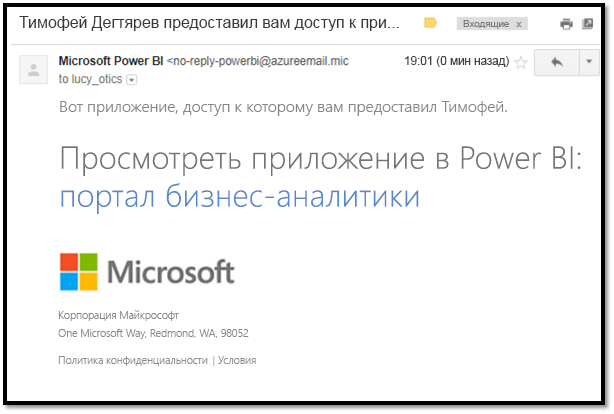 Тимофей Дегтярев предоставил вам доступ к при...
Входящие x
Microsoft Power BI <no-reply-powerbi@azureemail.mic
19:01 (0 мин назад)
to lucy_otics
Вот приложение, доступ к которому вам предоставил Тимофей.
Просмотреть приложение в Power BI:
портал бизнес-аналитики
Microsoft
Корпорация Майкрософт
One Microsoft Way, Redmond, WA, 98052
Политика конфиденциальности | Условия